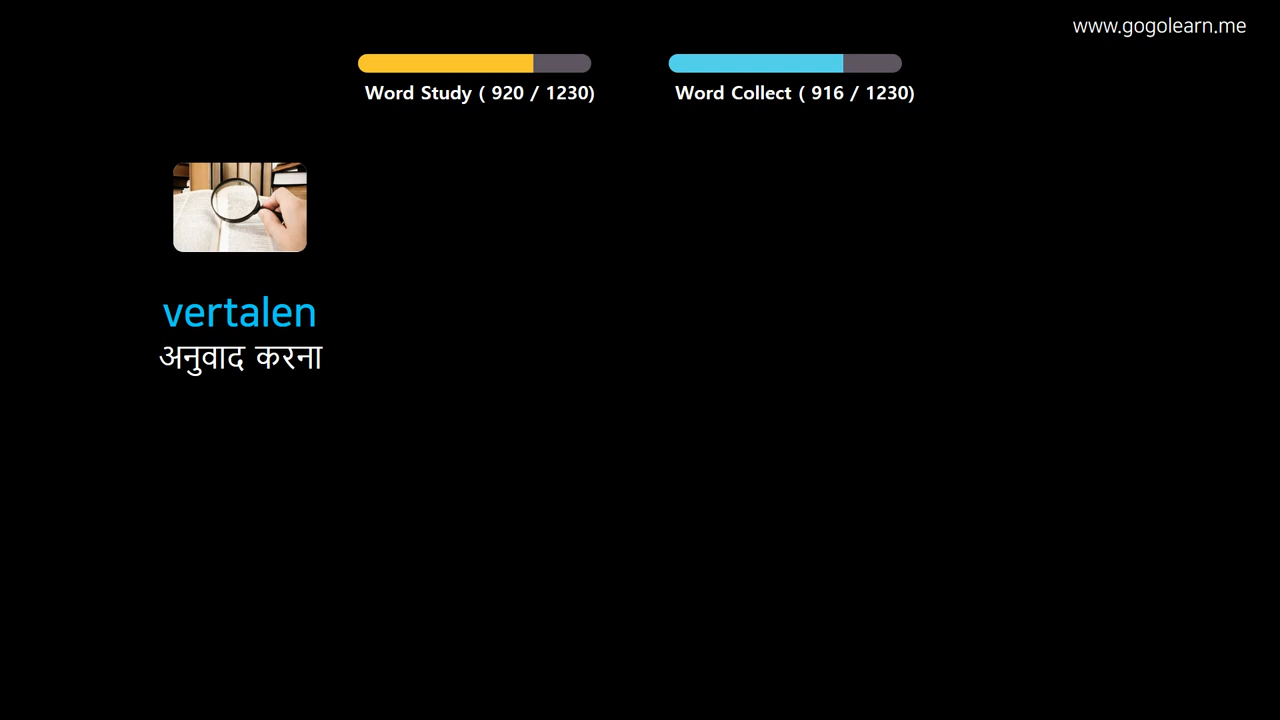 www.gogolearn.me
Word Study ( 920 / 1230)
Word Collect ( 916 / 1230)
vertalen
अनुवाद करना